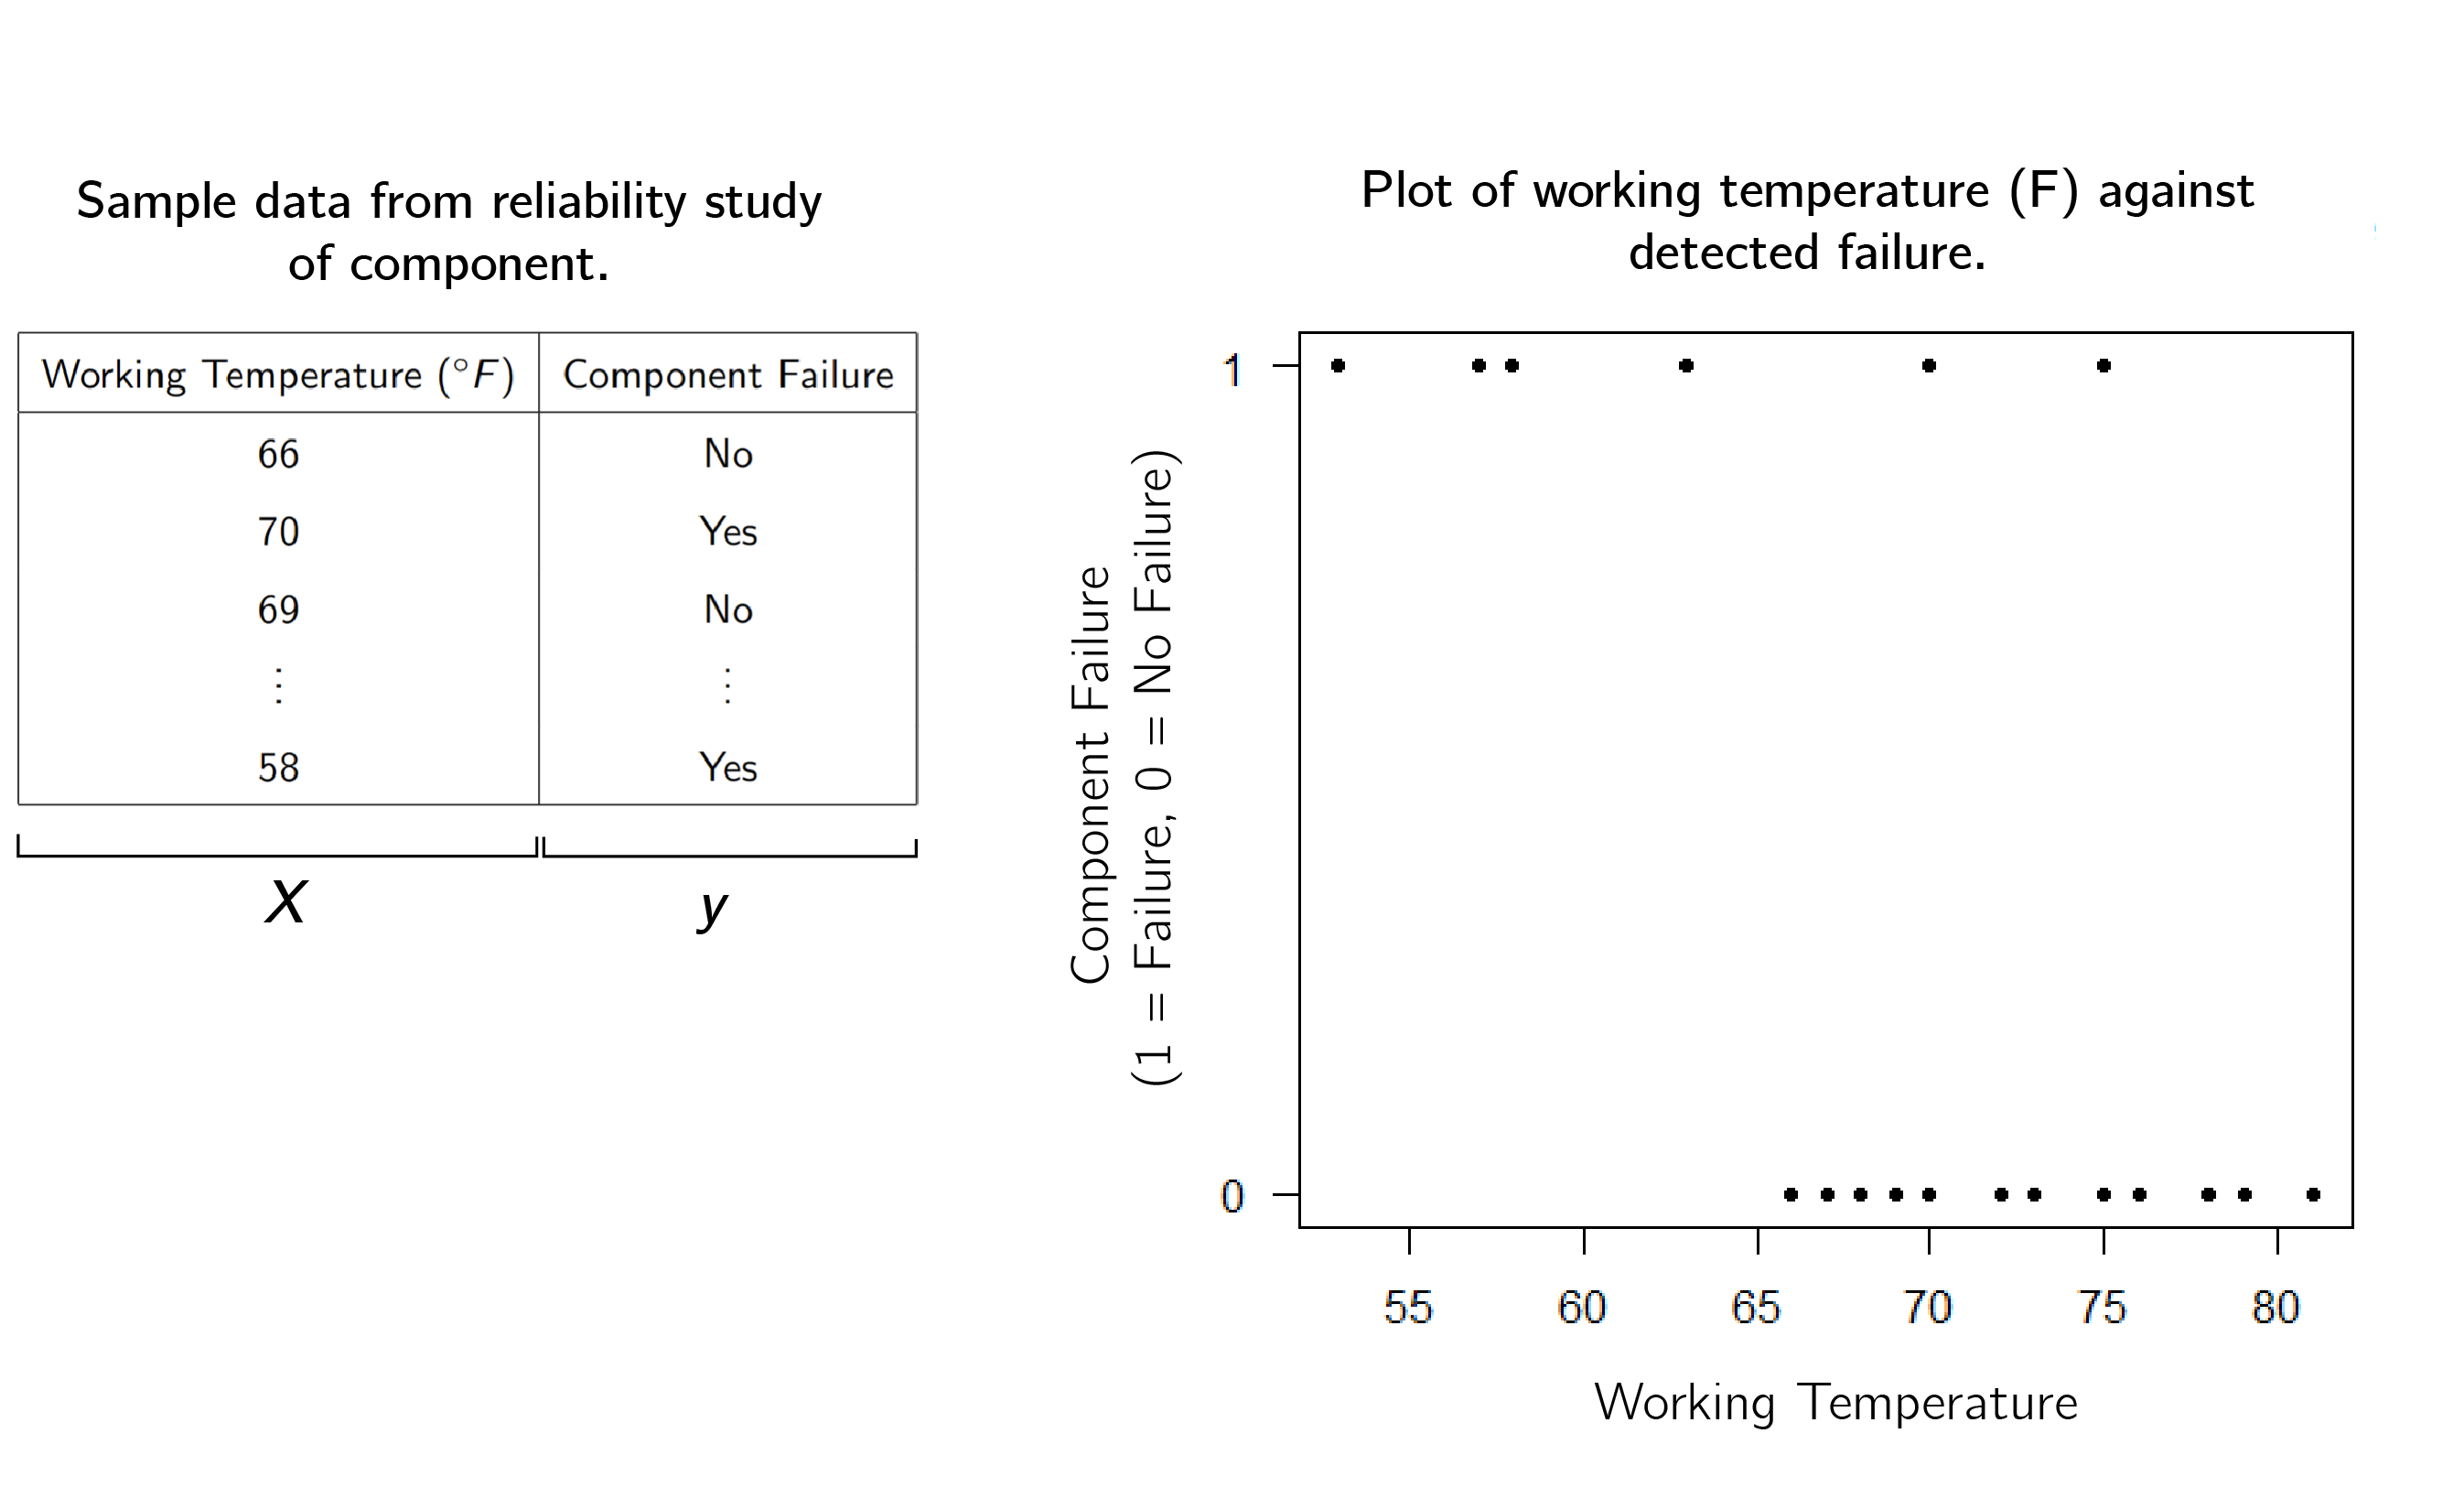 Sample data from reliability study
of component.
Working Temperature (°F) Component Failure
66 No
70 Yes
69 No
⋮ ⋮
58 Yes
X y
Plot of working temperature (F) against
detected failure.
Component Failure
(1 = Failure, 0 = No Failure)
1
0
55 60 65 70 75 80
Working Temperature